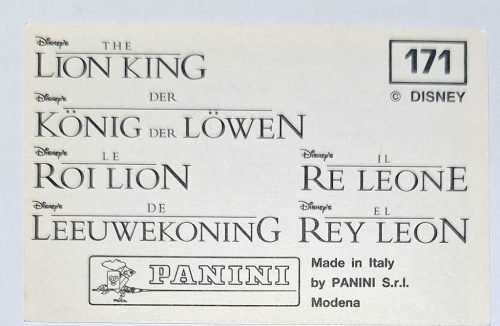 Disney's THE
LION KING
171
© DISNEY
Disney's DER
KÖNIG DER LÖWEN
Disney's LE
ROI LION
Disney's IL
RE LEONE
Disney's DE
LEEUWEKONING
Disney's EL
REY LEON
PANINI
Made in Italy
by PANINI S.r.l.
Modena